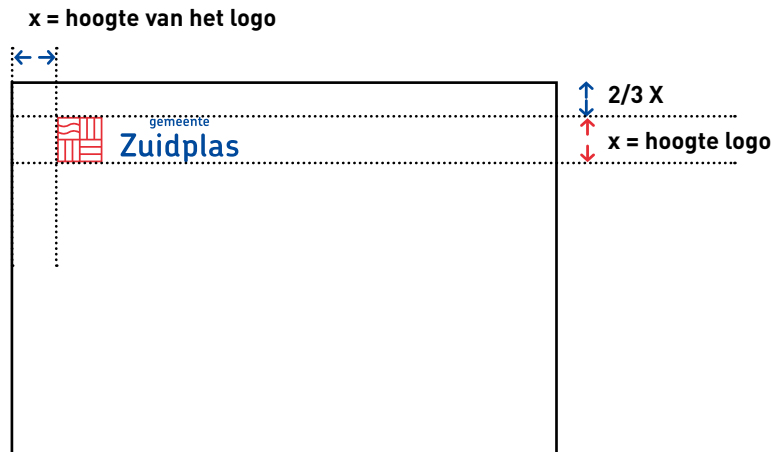 x = hoogte van het logo
2/3 X
gemeente
Zuidplas
x = hoogte logo